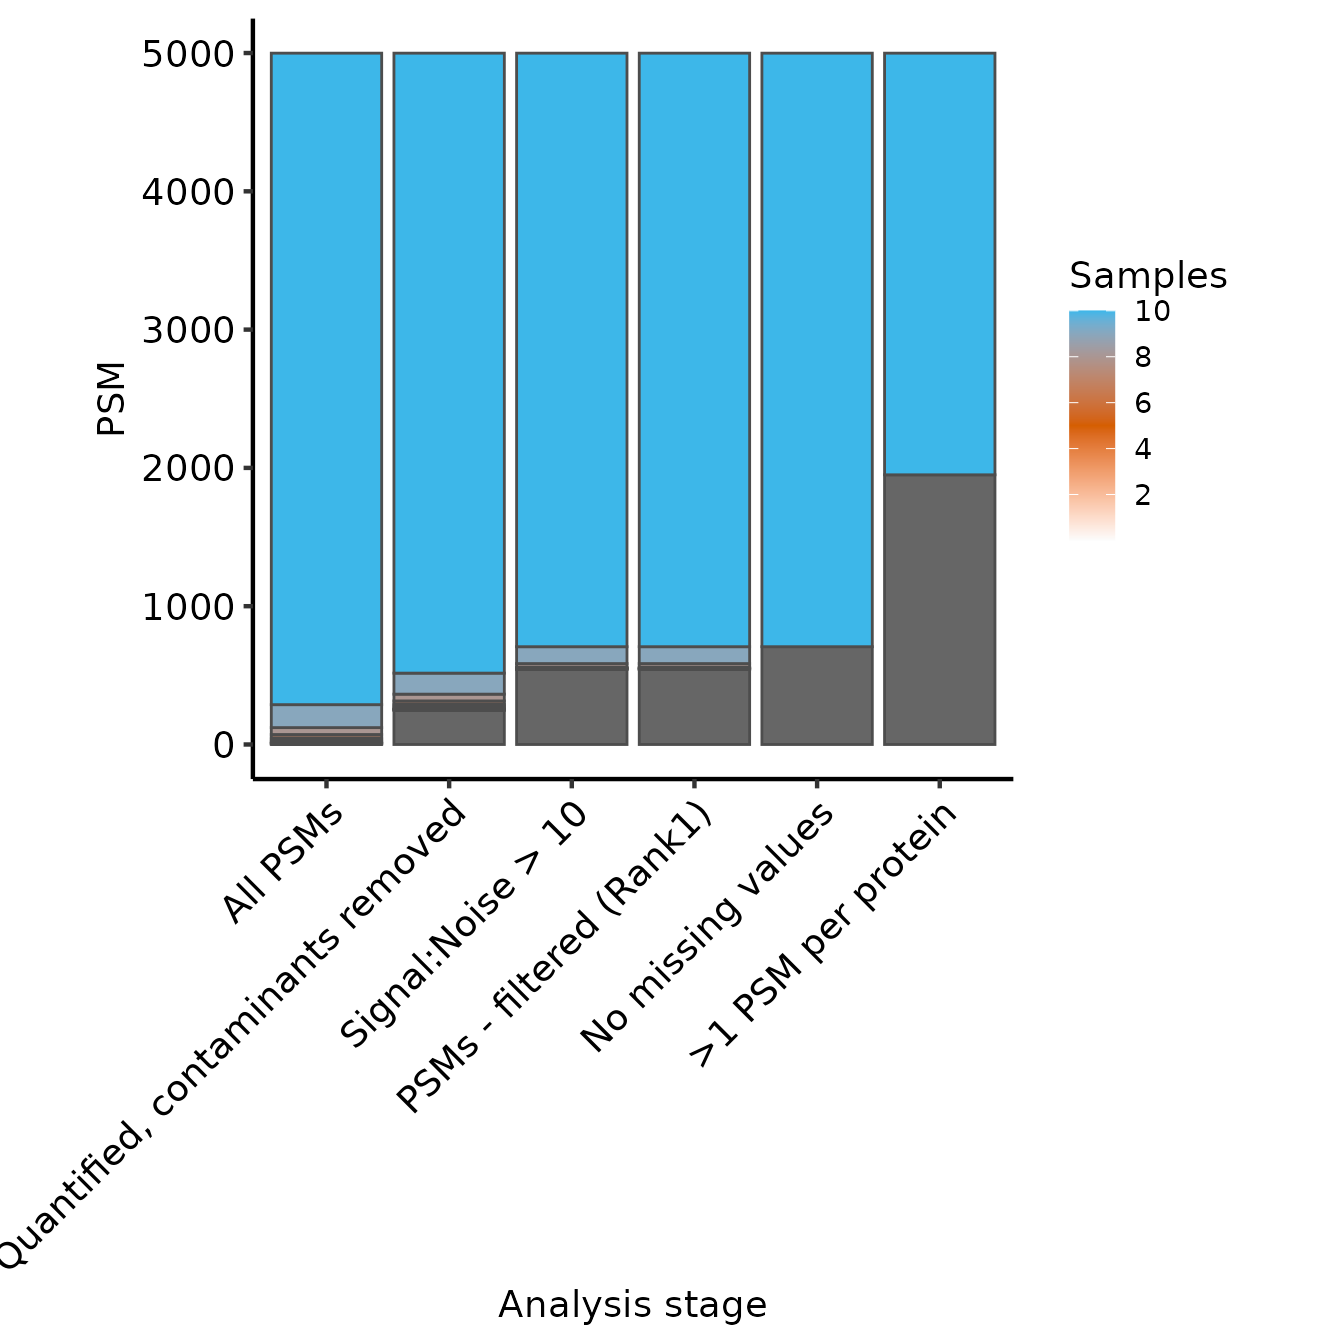 5000
4000
3000
2000
1000
0
PSM
All PSMs
Quantified, contaminants removed
Signal:Noise > 10
PSMs - filtered (Rank1)
No missing values
>1 PSM per protein
Analysis stage
Samples
10
8
6
4
2